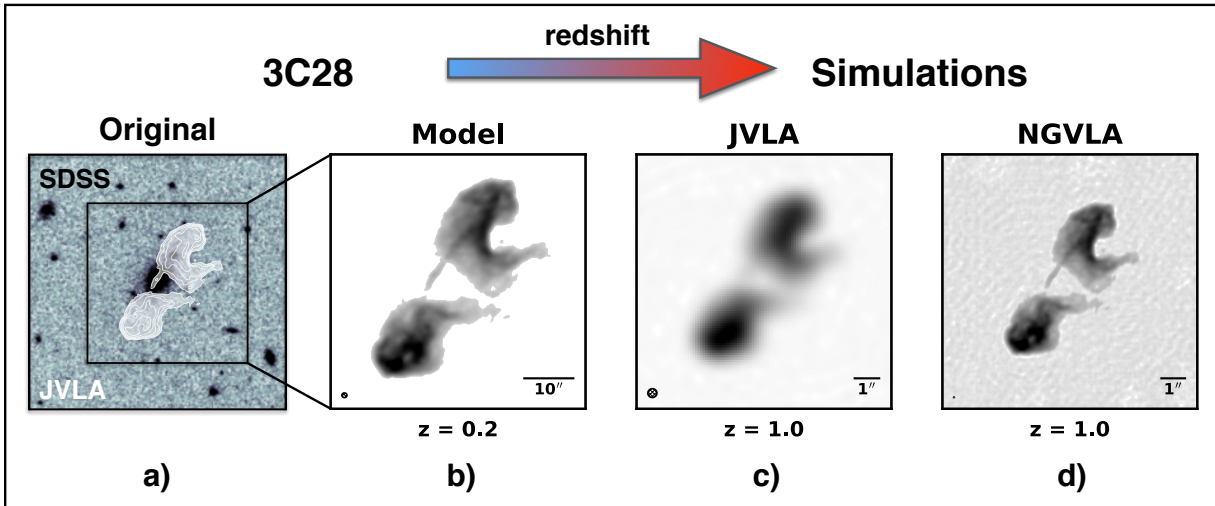 redshift
3C28
Simulations
Original
Model
JVLA
NGVLA
SDSS
JVLA
10″
1″
1″
z = 0.2
z = 1.0
z = 1.0
a)
b)
c)
d)